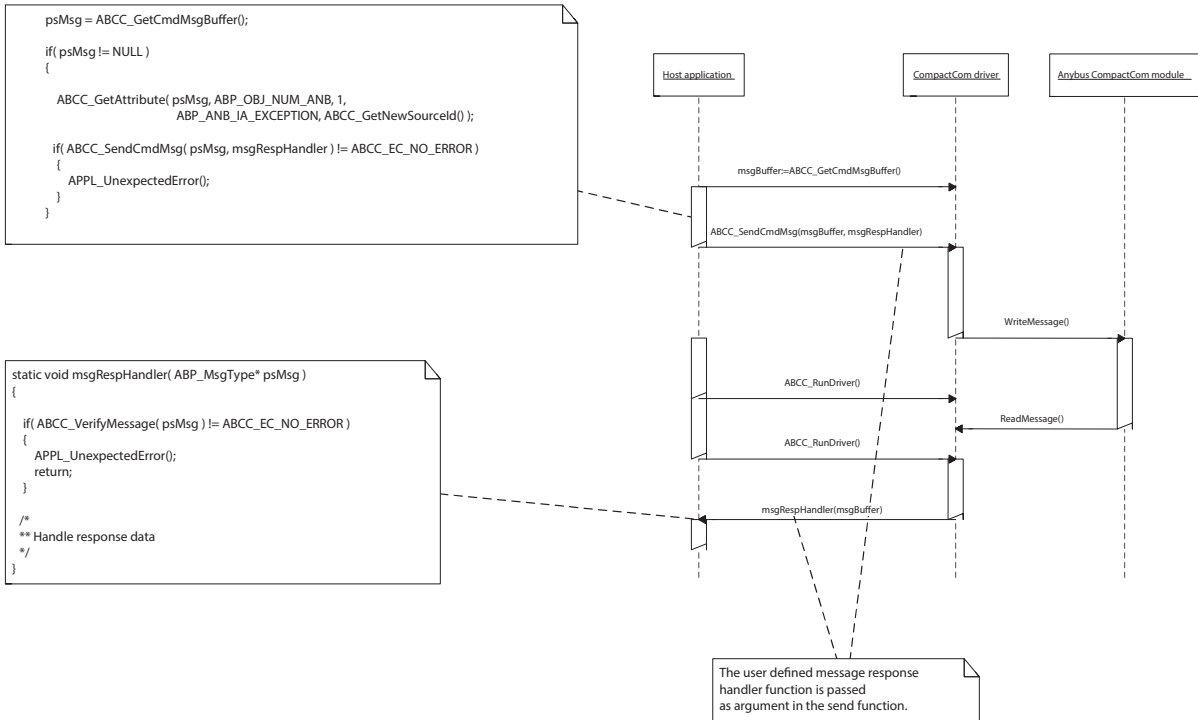 psMsg = ABCC_GetCmdMsgBuffer();
if( psMsg != NULL )
{
ABCC_GetAttribute( psMsg, ABP_OBJ_NUM_ANB, 1,
ABP_ANB_IA_EXCEPTION, ABCC_GetNewSourceId() );
if( ABCC_SendCmdMsg( psMsg, msgRespHandler ) != ABCC_EC_NO_ERROR )
{
APPL_UnexpectedError();
}
}
Host application
CompactCom driver
Anybus CompactCom module
msgBuffer:=ABCC_GetCmdMsgBuffer()
ABCC_SendCmdMsg(msgBuffer, msgRespHandler)
WriteMessage()
static void msgRespHandler( ABP_MsgType* psMsg )
{
if( ABCC_VerifyMessage( psMsg ) != ABCC_EC_NO_ERROR )
{
APPL_UnexpectedError();
return;
}
/*
** Handle response data
*/
}
ABCC_RunDriver()
ReadMessage()
ABCC_RunDriver()
msgRespHandler(msgBuffer)
The user defined message response
handler function is passed
as argument in the send function.